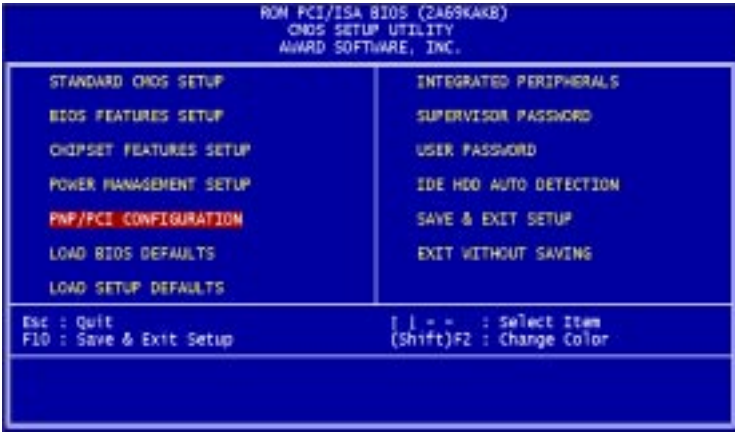 ROM PCI/ISA BIOS (2A69KAKB)
CMOS SETUP UTILITY
AWARD SOFTWARE, INC.
STANDARD CMOS SETUP
BIOS FEATURES SETUP
CHIPSET FEATURES SETUP
POWER MANAGEMENT SETUP
PNP/PCI CONFIGURATION
LOAD BIOS DEFAULTS
LOAD SETUP DEFAULTS
INTEGRATED PERIPHERALS
SUPERVISOR PASSWORD
USER PASSWORD
IDE HDD AUTO DETECTION
SAVE & EXIT SETUP
EXIT WITHOUT SAVING
Esc : Quit
F10 : Save & Exit Setup
: Select Item
(Shift)F2 : Change Color